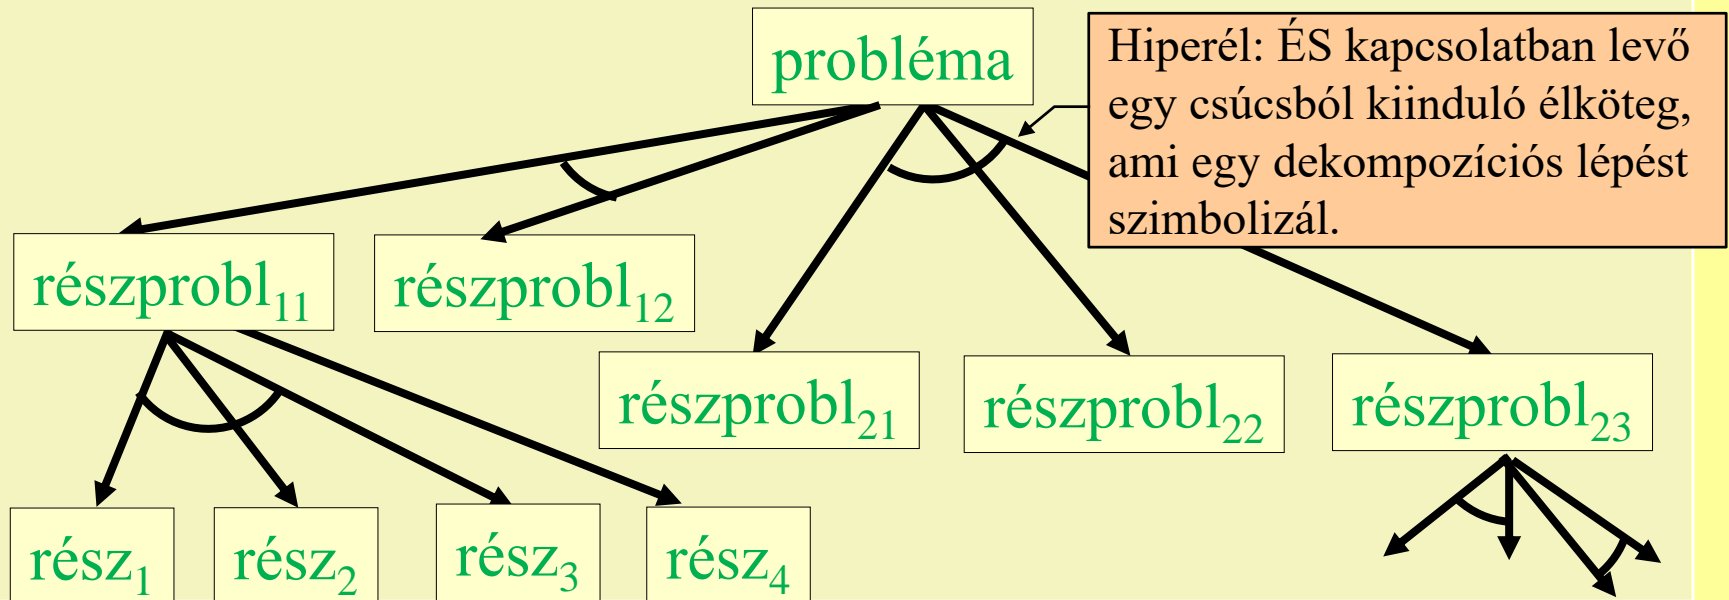 probléma
Hiperél: ÉS kapcsolatban levő
egy csúcsból kiinduló élköteg,
ami egy dekompozíciós lépést
szimbolizál.
részprobl₁₁
részprobl₁₂
részprobl₂₁
részprobl₂₂
részprobl₂₃
rész₁
rész₂
rész₃
rész₄